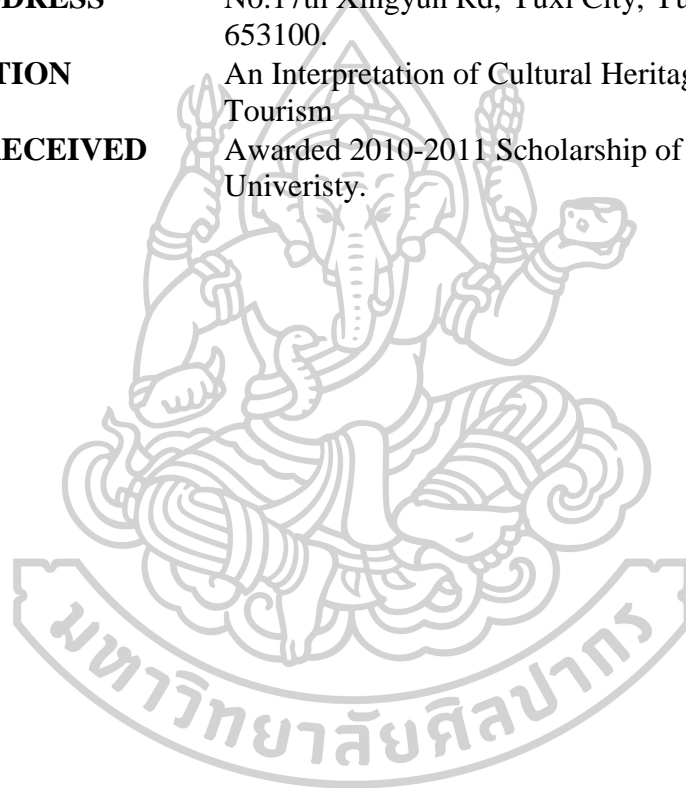 DRESS No.17th Xingyun Rd, Yuxi City, Yu
653100.
TION An Interpretation of Cultural Heritag
Tourism
RECEIVED Awarded 2010-2011 Scholarship of
Univeristy.
มหาวิทยาลัยศิลปากร